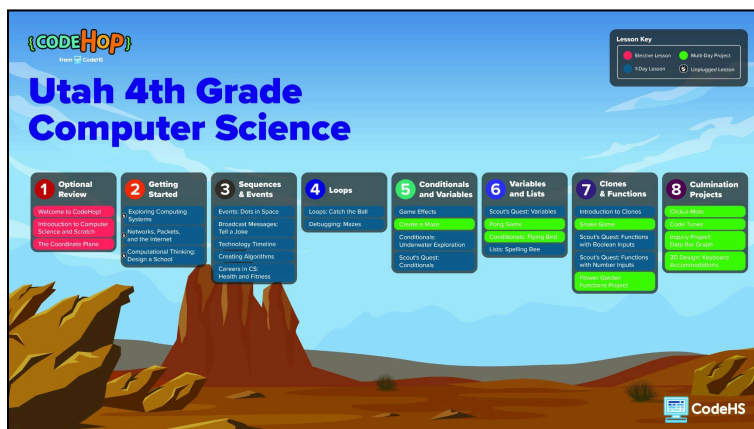 {CODEHOP}
From CodeHS
Utah 4th Grade
Computer Science
Lesson Key
Elective Lesson
Multi-Day Project
1-Day Lesson
Unplugged Lesson
1 Optional
Review
Welcome to CodeHop!
Introduction to Computer
Science and Scratch
The Coordinate Plane
2 Getting
Started
Exploring Computing
Systems
Networks, Packets,
and the Internet
Computational Thinking:
Design a School
3 Sequences
& Events
Events: Dots in Space
Broadcast Messages:
Tell a Joke
Technology Timeline
Creating Algorithms
Careers in CS:
Health and Fitness
4 Loops
Loops: Catch the Ball
Debugging: Mazes
5 Conditionals
and Variables
Game Effects
Create a Maze
Conditionals:
Underwater Exploration
Scout's Quest:
Conditionals
6 Variables
and Lists
Scout's Quest: Variables
Pong Game
Conditionals: Flying Bird
Lists: Spelling Bee
7 Clones
& Functions
Introduction to Clones
Snake Game
Scout's Quest: Functions
with Boolean Inputs
Scout's Quest: Functions
with Number Inputs
Flower Garden
Functions Project
8 Culmination
Projects
Click-a-Mole
Code Tunes
Inquiry Project:
Data Bar Graph
3D Design: Keyboard
Accommodations
CodeHS